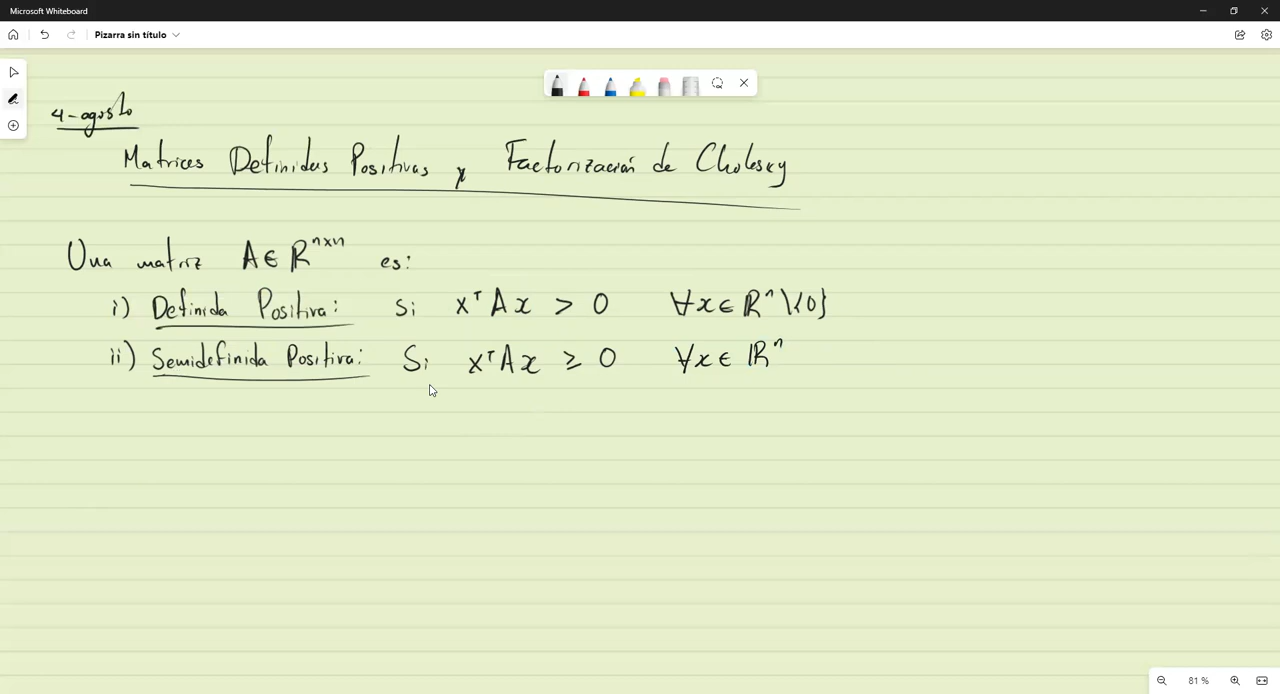 Microsoft Whiteboard
Pizarra sin título
4-agosto
Matrices Definidas Positivas y Factorización de Cholesky
Una matriz A ∈ ℝⁿˣⁿ es:
i) Definida Positiva: Si xᵀAx > 0 ∀x ∈ ℝⁿ\{0}
ii) Semidefinida Positiva: Si xᵀAx ≥ 0 ∀x ∈ ℝⁿ
81 %